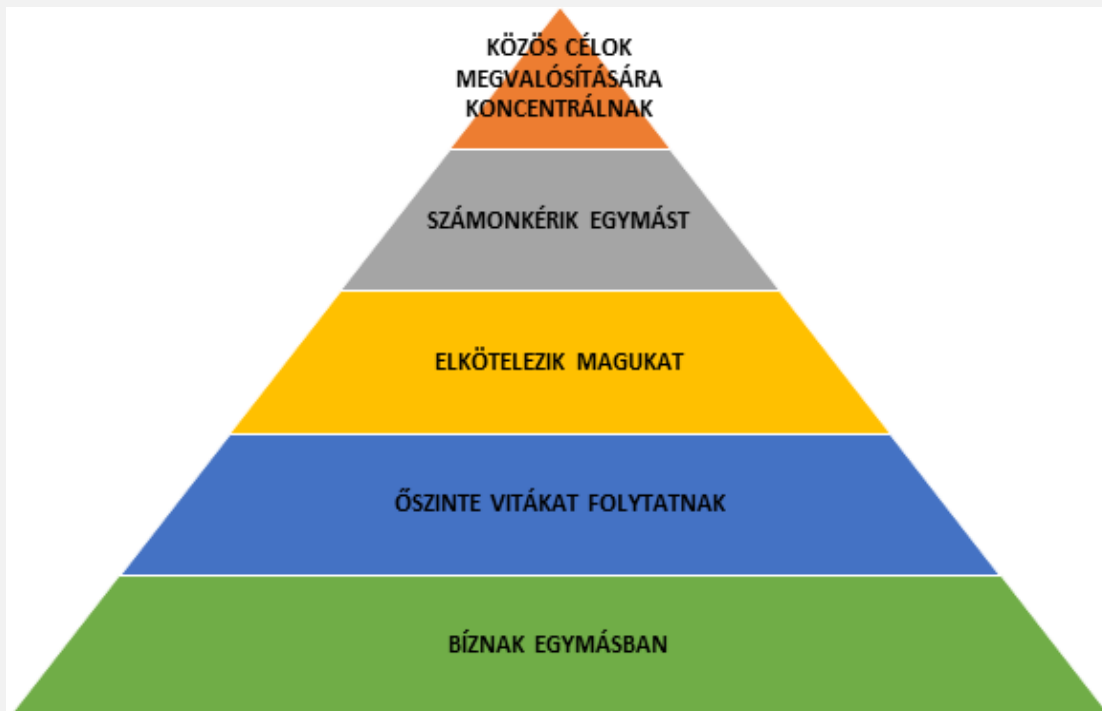 KÖZÖS CÉLOK
MEGVALÓSÍTÁSÁRA
KONCENTRÁLNAK
SZÁMONKÉRIK EGYMÁST
ELKÖTELEZIK MAGUKAT
ŐSZINTE VITÁKAT FOLYTATNAK
BÍZNAK EGYMÁSBAN